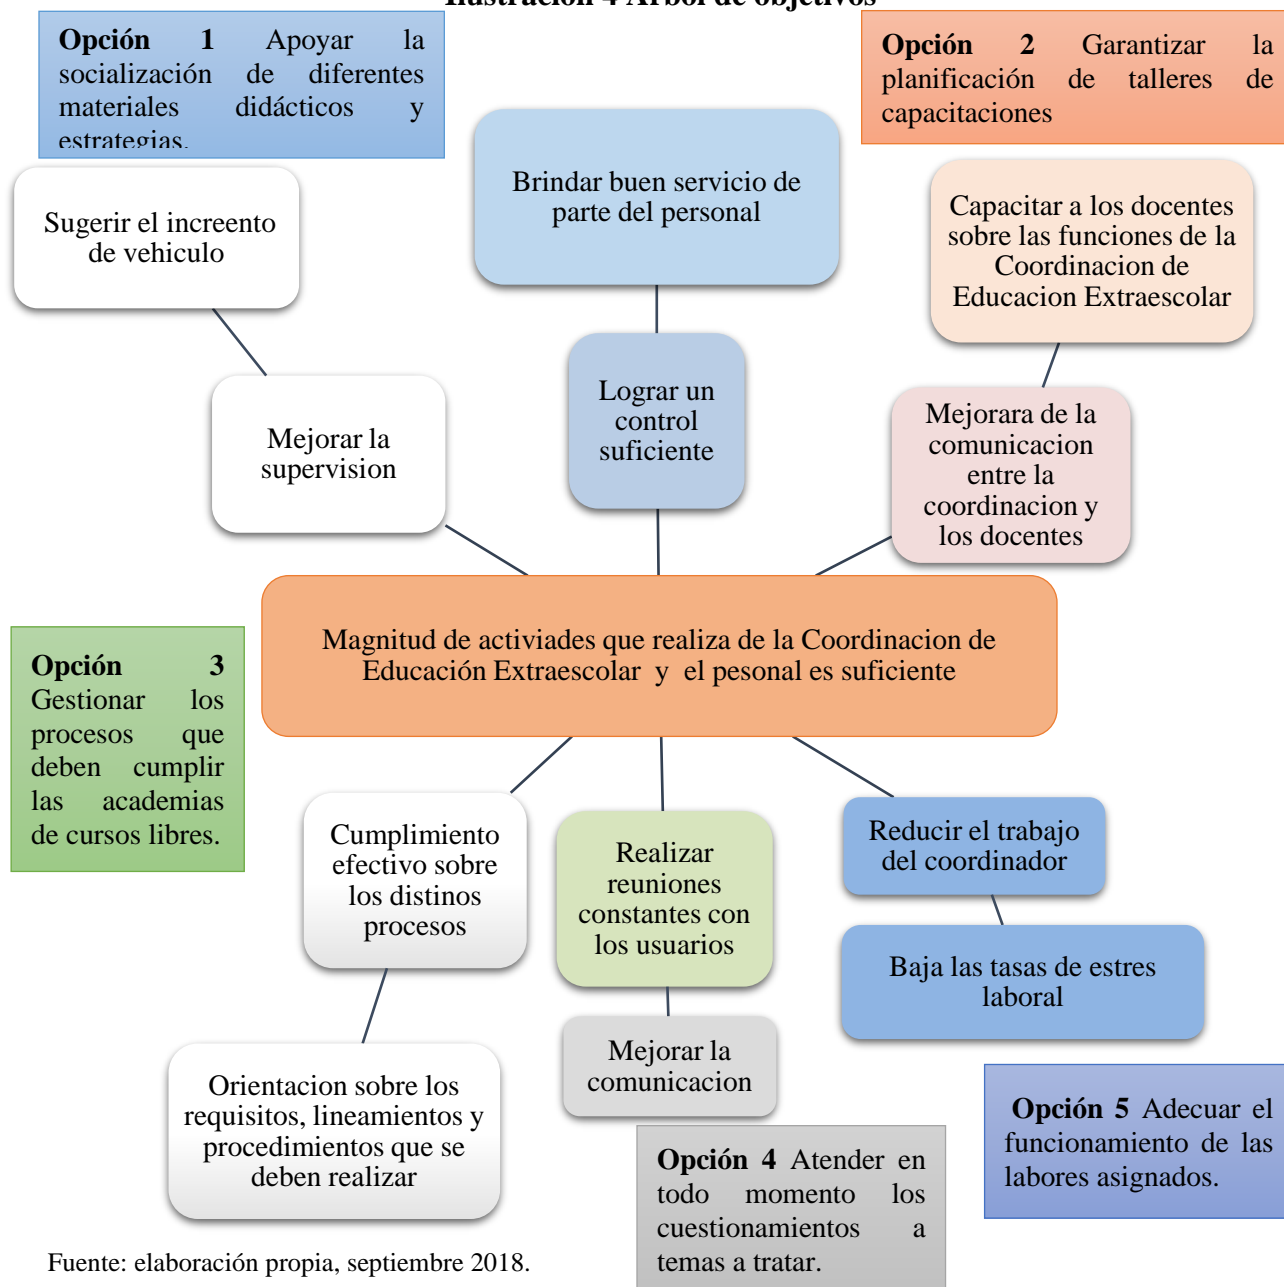 Ilustración 4 Árbol de objetivos
Opción 1 Apoyar la
socialización de diferentes
materiales didácticos y
estrategias.
Opción 2 Garantizar la
planificación de talleres de
capacitaciones
Brindar buen servicio de
parte del personal
Sugerir el increento
de vehiculo
Capacitar a los docentes
sobre las funciones de la
Coordinacion de
Educacion Extraescolar
Lograr un
control
suficiente
Mejorar la
supervision
Mejorara de la
comunicacion
entre la
coordinacion y
los docentes
Magnitud de activiades que realiza de la Coordinacion de
Educación Extraescolar y el pesonal es suficiente
Opción 3
Gestionar los
procesos que
deben cumplir
las academias
de cursos libres.
Cumplimiento
efectivo sobre
los distinos
procesos
Realizar
reuniones
constantes con
los usuarios
Reducir el trabajo
del coordinador
Baja las tasas de estres
laboral
Mejorar la
comunicacion
Orientacion sobre los
requisitos, lineamientos y
procedimientos que se
deben realizar
Opción 5 Adecuar el
funcionamiento de las
labores asignados.
Opción 4 Atender en
todo momento los
cuestionamientos a
temas a tratar.
Fuente: elaboración propia, septiembre 2018.